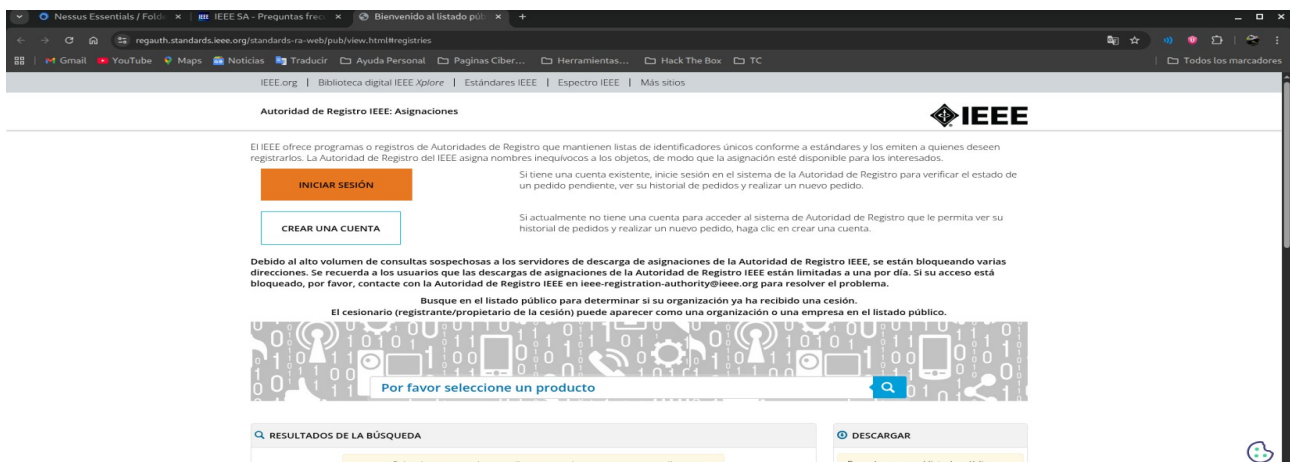 Nessus Essentials / Folde
IEEE SA - Preguntas frecu
Bienvenido al listado púb
regauth.standards.ieee.org/standards-ra-web/pub/view.html#registries
Gmail YouTube Maps Noticias Traducir Ayuda Personal Paginas Ciber... Herramientas... Hack The Box TC Todos los marcadores
IEEE.org | Biblioteca digital IEEE Xplore | Estándares IEEE | Espectro IEEE | Más sitios
Autoridad de Registro IEEE: Asignaciones
IEEE
El IEEE ofrece programas o registros de Autoridades de Registro que mantienen listas de identificadores únicos conforme a estándares y los emiten a quienes deseen
registrarlos. La Autoridad de Registro del IEEE asigna nombres inequívocos a los objetos, de modo que la asignación esté disponible para los interesados.
INICIAR SESIÓN
Si tiene una cuenta existente, inicie sesión en el sistema de la Autoridad de Registro para verificar el estado de
un pedido pendiente, ver su historial de pedidos y realizar un nuevo pedido.
CREAR UNA CUENTA
Si actualmente no tiene una cuenta para acceder al sistema de Autoridad de Registro que le permita ver su
historial de pedidos y realizar un nuevo pedido, haga clic en crear una cuenta.
Debido al alto volumen de consultas sospechosas a los servidores de descarga de asignaciones de la Autoridad de Registro IEEE, se están bloqueando varias
direcciones. Se recuerda a los usuarios que las descargas de asignaciones de la Autoridad de Registro IEEE están limitadas a una por día. Si su acceso está
bloqueado, por favor, contacte con la Autoridad de Registro IEEE en ieee-registration-authority@ieee.org para resolver el problema.
Busque en el listado público para determinar si su organización ya ha recibido una cesión.
El cesionario (registrante/propietario de la cesión) puede aparecer como una organización o una empresa en el listado público.
Por favor seleccione un producto
RESULTADOS DE LA BÚSQUEDA
DESCARGAR